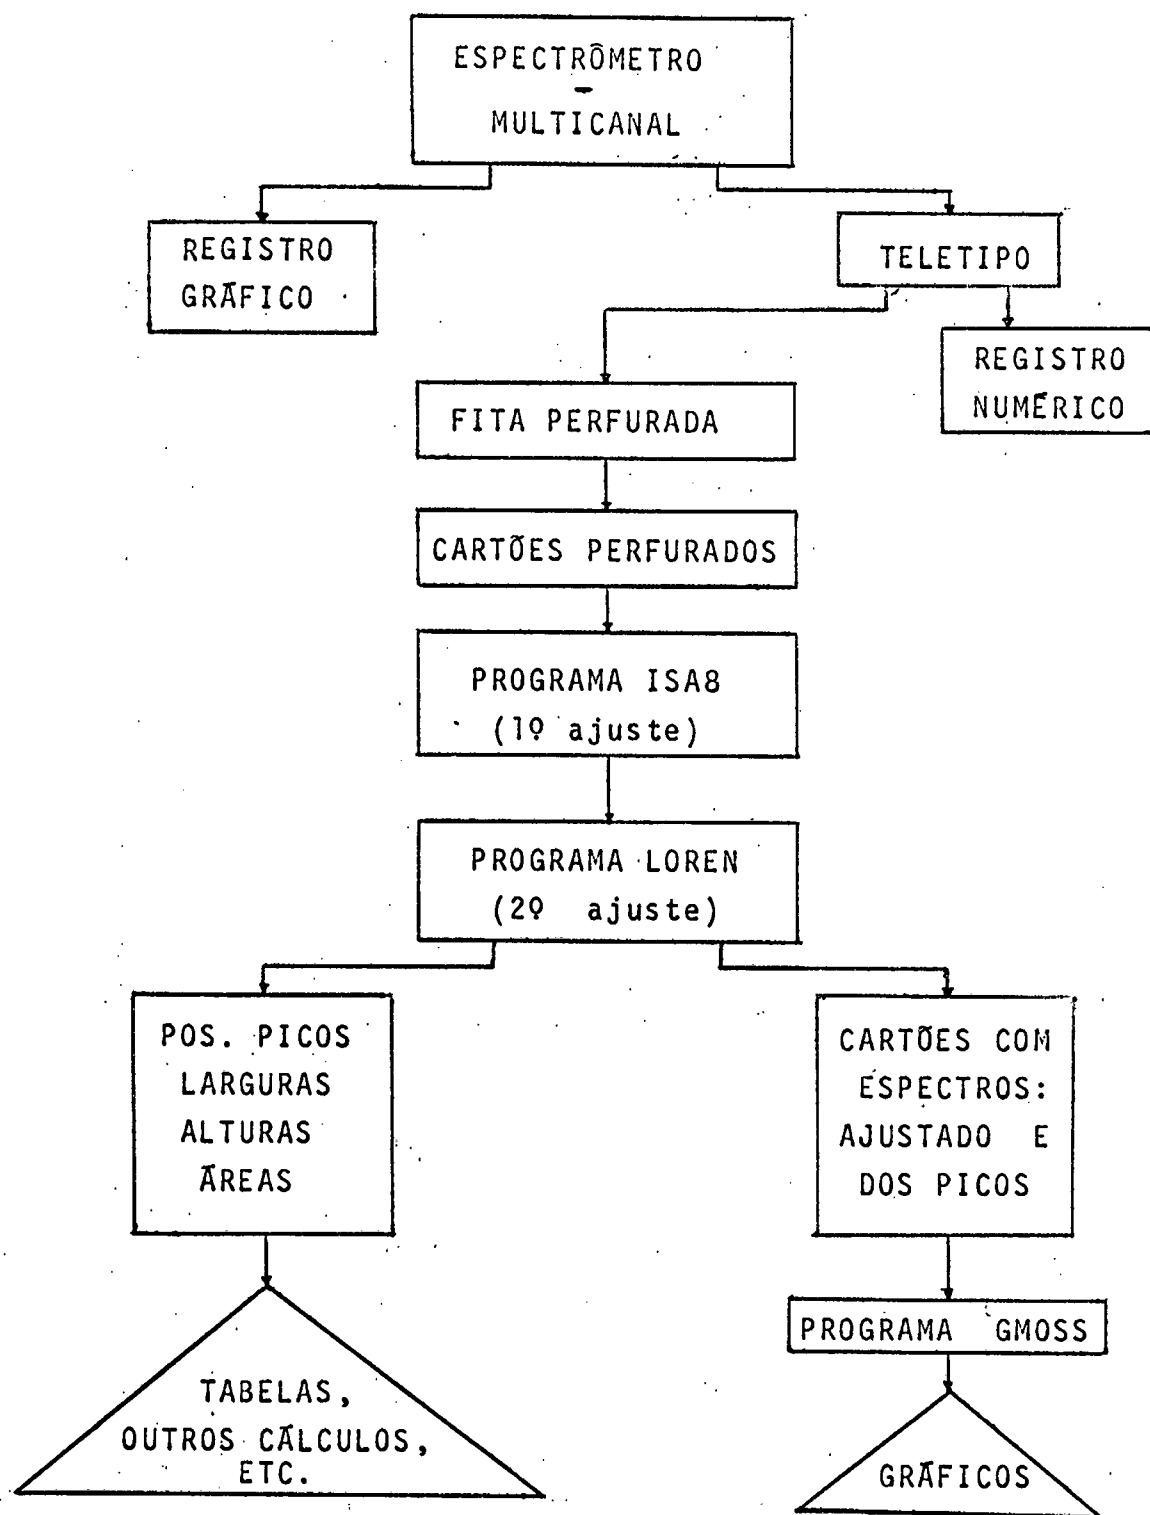 ESPECTRÔMETRO
-
MULTICANAL
REGISTRO
GRÁFICO
TELETIPO
REGISTRO
NUMÉRICO
FITA PERFURADA
CARTÕES PERFURADOS
PROGRAMA ISA8
(1º ajuste)
PROGRAMA LOREN
(2º ajuste)
POS. PICOS
LARGURAS
ALTURAS
ÁREAS
CARTÕES COM
ESPECTROS:
AJUSTADO E
DOS PICOS
PROGRAMA GMOSS
TABELAS,
OUTROS CÁLCULOS,
ETC.
GRÁFICOS